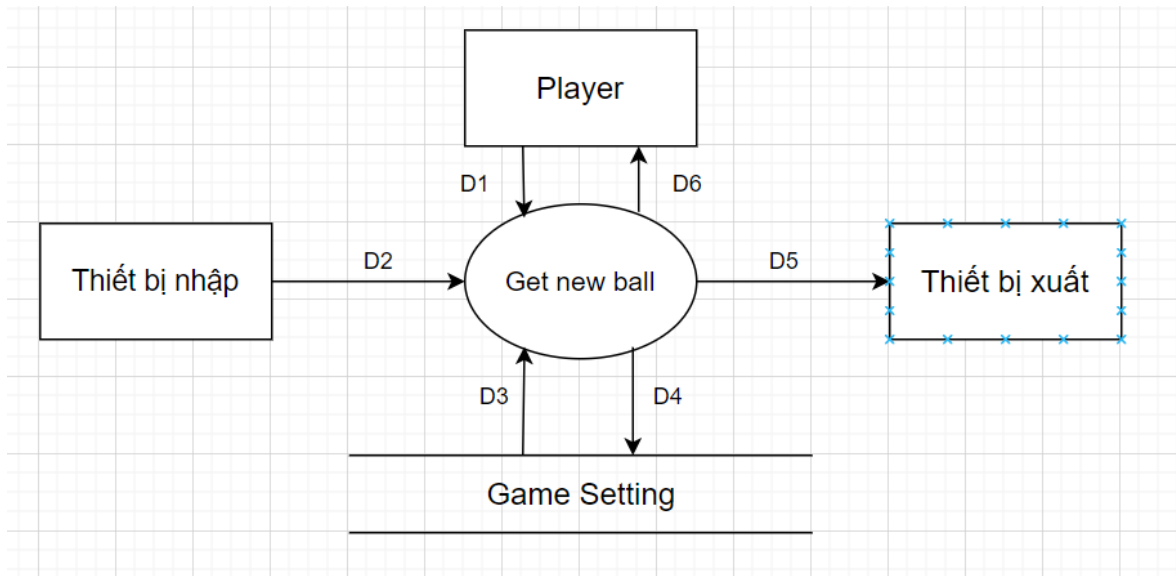 Player
D1
D6
Thiết bị nhập
D2
Get new ball
D5
Thiết bị xuất
D3
D4
Game Setting